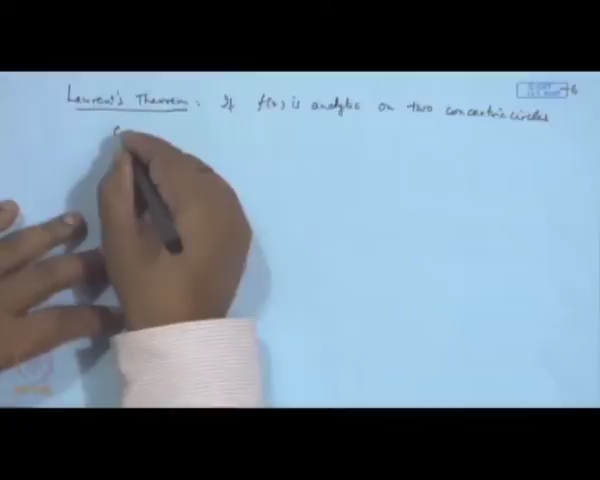 Laurent's Theorem : If f(z) is analytic on two concentric circles
C